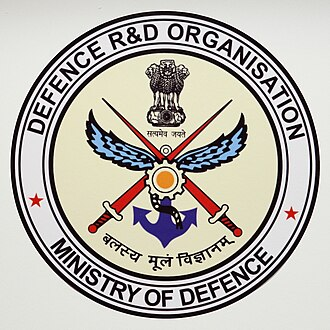 DEFENCE R&D ORGANISATION
सत्यमेव जयते
बलस्य मूलं विज्ञानम्
MINISTRY OF DEFENCE